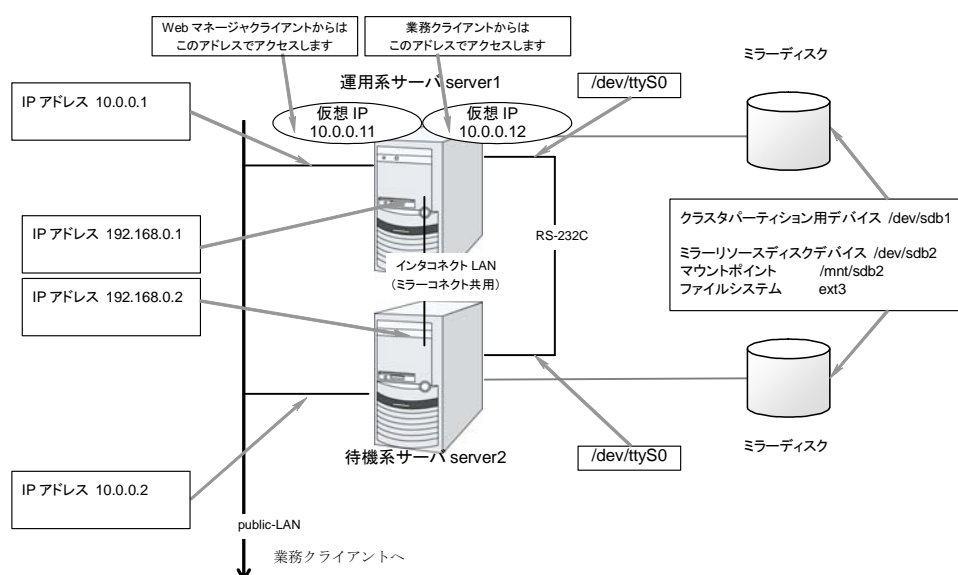 Web マネージャクライアントからは
このアドレスでアクセスします
業務クライアントからは
このアドレスでアクセスします
ミラーディスク
運用系サーバ server1
/dev/ttyS0
IP アドレス 10.0.0.1
仮想 IP
10.0.0.11
仮想 IP
10.0.0.12
IP アドレス 192.168.0.1
RS-232C
クラスタパーティション用デバイス /dev/sdb1
ミラーリソースディスクデバイス /dev/sdb2
マウントポイント /mnt/sdb2
ファイルシステム ext3
インタコネクト LAN
(ミラーコネクト共用)
IP アドレス 192.168.0.2
待機系サーバ server2
/dev/ttyS0
ミラーディスク
IP アドレス 10.0.0.2
public-LAN
業務クライアントへ